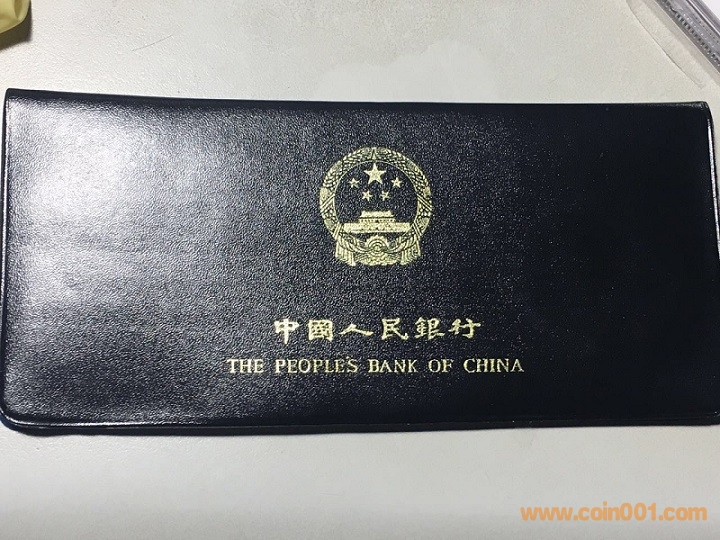 中國人民銀行
THE PEOPLE'S BANK OF CHINA
www.coin001.com